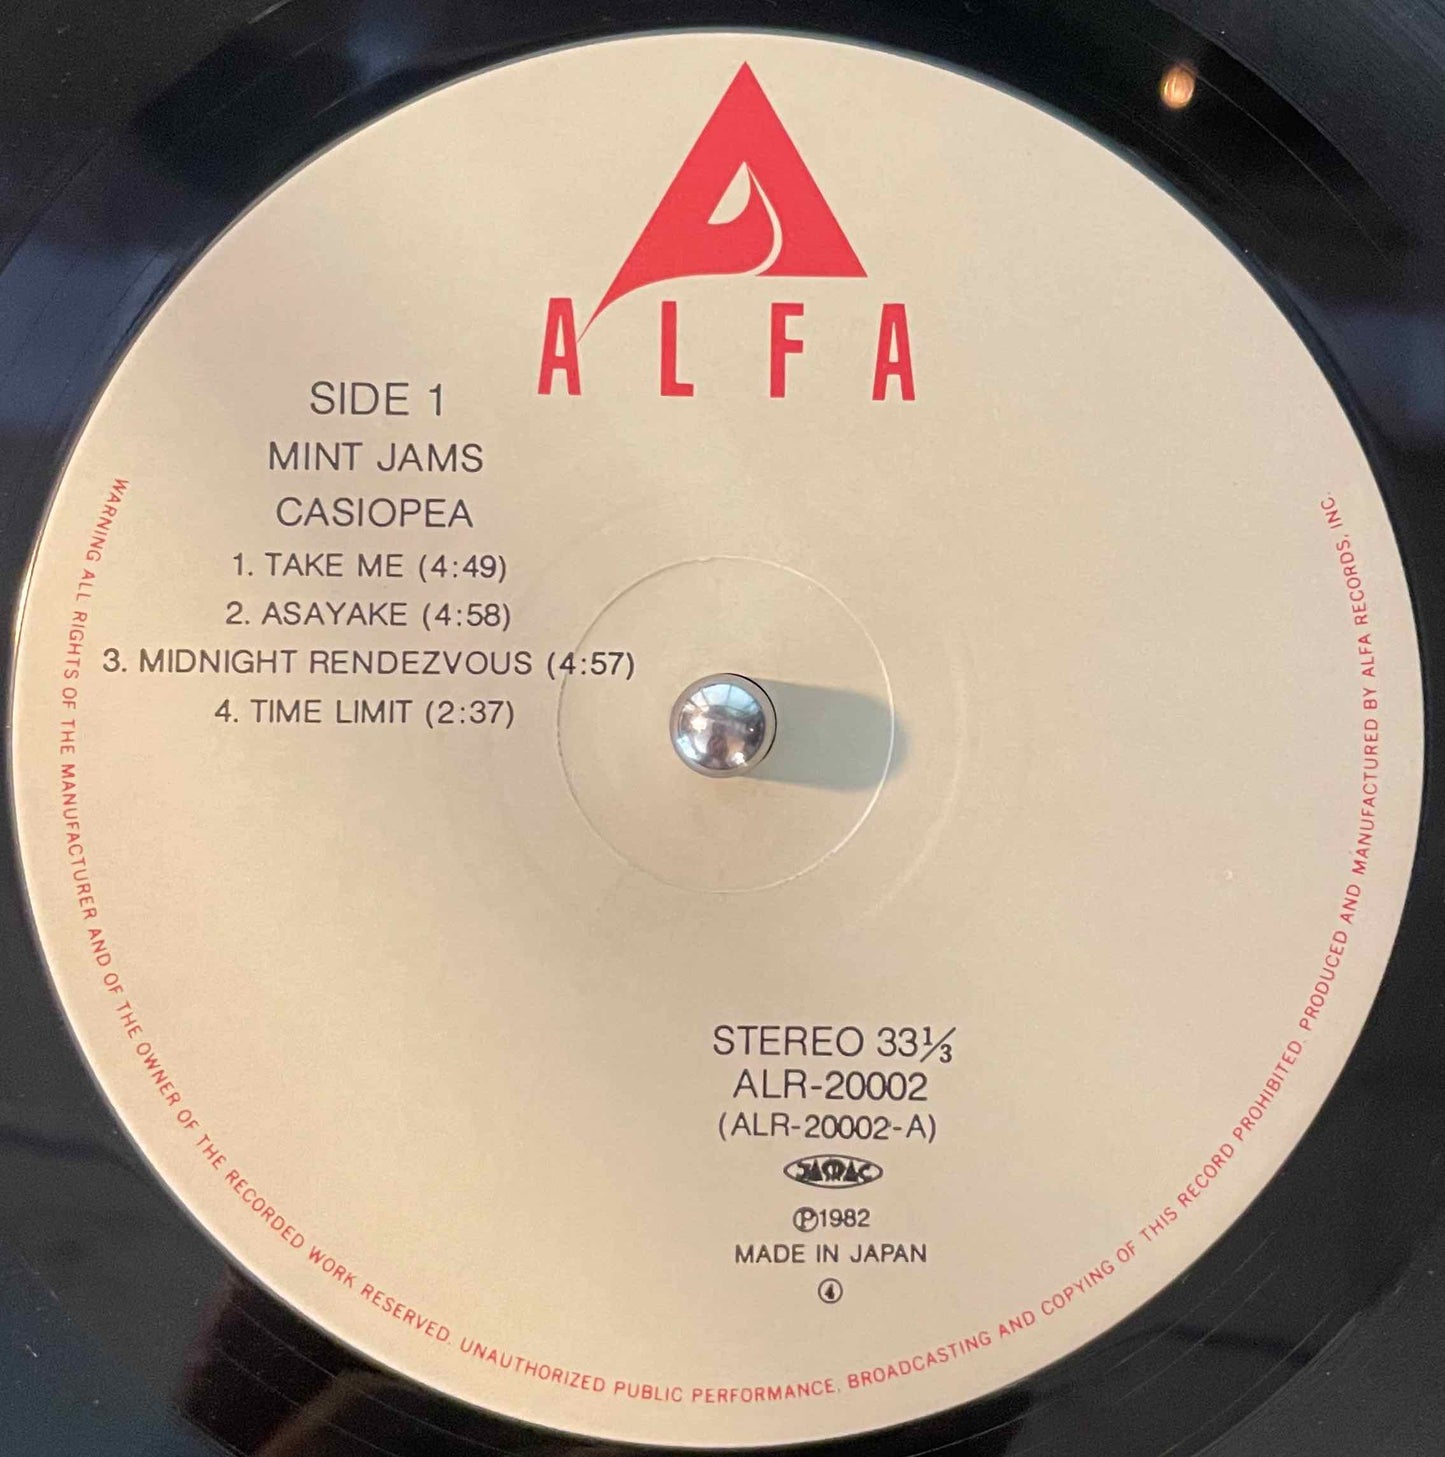 ALFA
SIDE 1
MINT JAMS
CASIOPEA
1. TAKE ME (4:49)
2. ASAYAKE (4:58)
3. MIDNIGHT RENDEZVOUS (4:57)
4. TIME LIMIT (2:37)
STEREO 33⅓
ALR-20002
(ALR-20002-A)
JASRAC
Ⓟ1982
MADE IN JAPAN
④
WARNING ALL RIGHTS OF THE MANUFACTURER AND OF THE OWNER OF THE RECORDED WORK RESERVED. UNAUTHORIZED PUBLIC PERFORMANCE, BROADCASTING AND COPYING OF THIS RECORD PROHIBITED. PRODUCED AND MANUFACTURED BY ALFA RECORDS, INC.